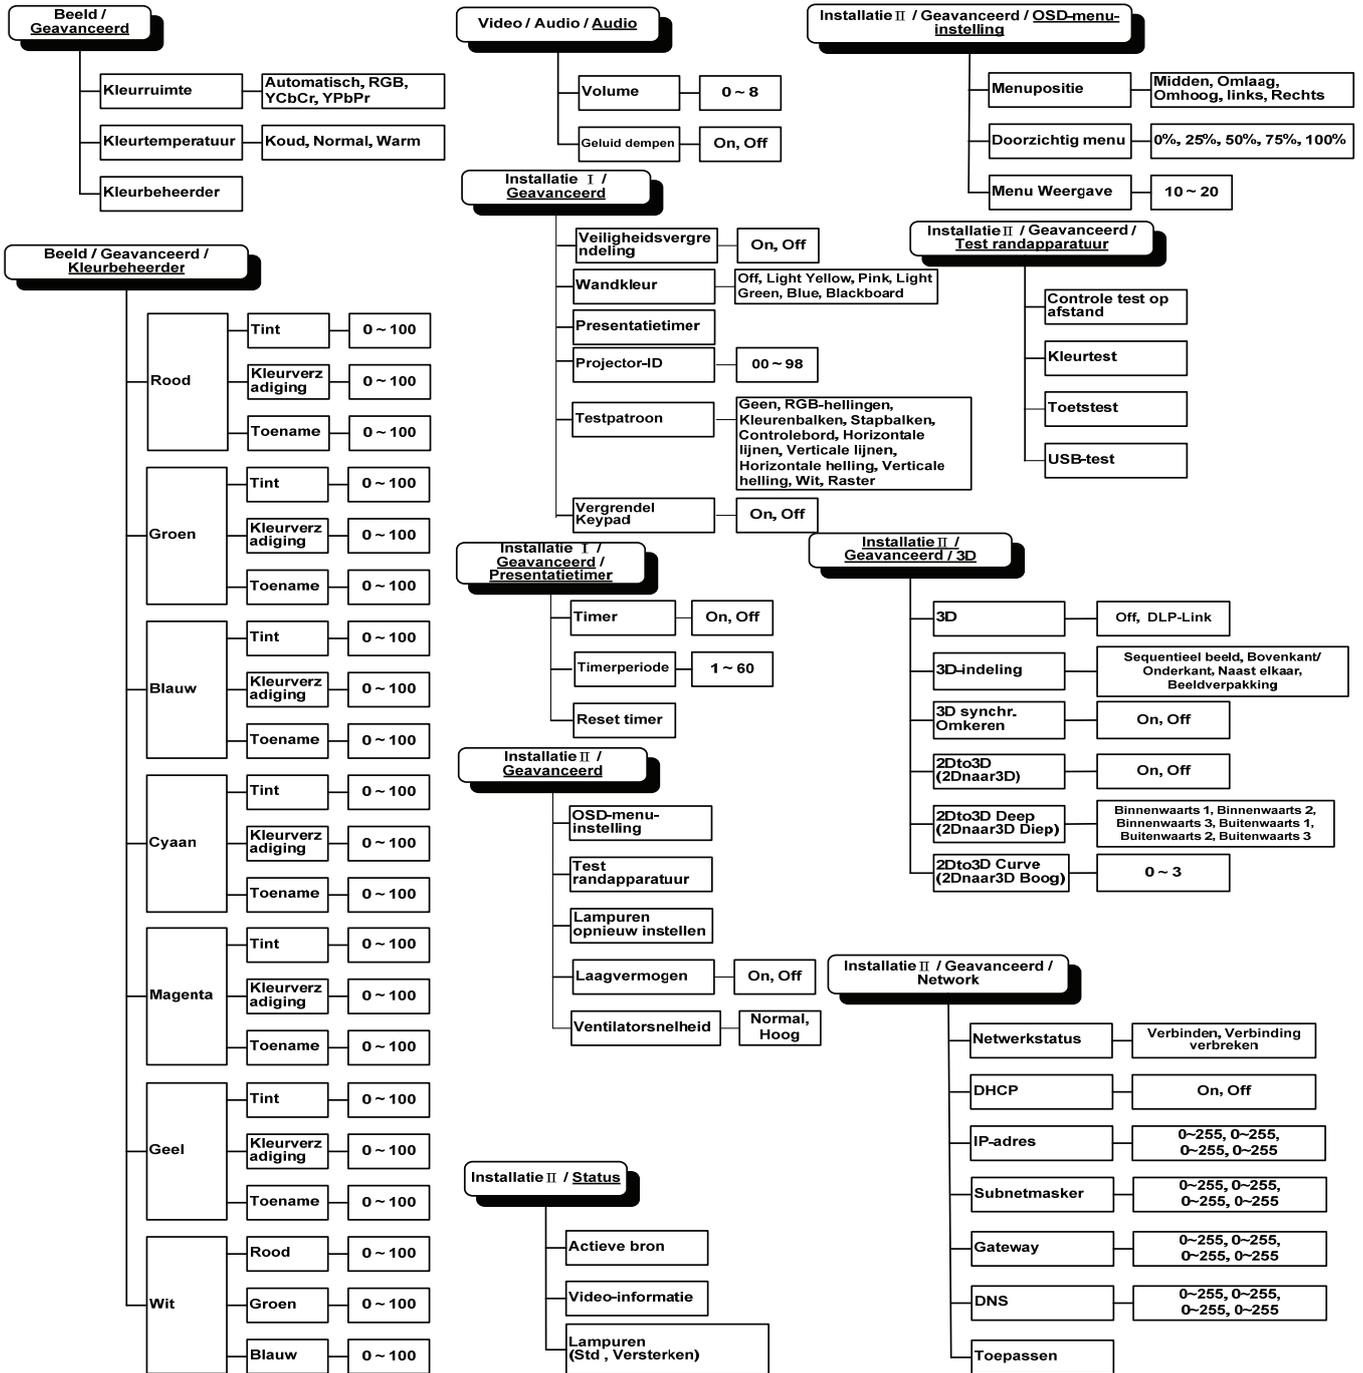 Beeld /
Geavanceerd
Kleurruimte
Automatisch, RGB,
YCbCr, YPbPr
Kleurtemperatuur
Koud, Normal, Warm
Kleurbeheerder
Beeld / Geavanceerd /
Kleurbeheerder
Rood
Tint
0 ~ 100
Kleurverz
adiging
0 ~ 100
Toename
0 ~ 100
Groen
Tint
0 ~ 100
Kleurverz
adiging
0 ~ 100
Toename
0 ~ 100
Blauw
Tint
0 ~ 100
Kleurverz
adiging
0 ~ 100
Toename
0 ~ 100
Cyaan
Tint
0 ~ 100
Kleurverz
adiging
0 ~ 100
Toename
0 ~ 100
Magenta
Tint
0 ~ 100
Kleurverz
adiging
0 ~ 100
Toename
0 ~ 100
Geel
Tint
0 ~ 100
Kleurverz
adiging
0 ~ 100
Toename
0 ~ 100
Wit
Rood
0 ~ 100
Groen
0 ~ 100
Blauw
0 ~ 100
Video / Audio / Audio
Volume
0 ~ 8
Geluid dempen
On, Off
Installatie I /
Geavanceerd
Veiligheidsvergre
ndeling
On, Off
Wandkleur
Off, Light Yellow, Pink, Light
Green, Blue, Blackboard
Presentatietimer
Projector-ID
00 ~ 98
Testpatroon
Geen, RGB-hellingen,
Kleurenbalken, Stapbalken,
Controlebord, Horizontale
lijnen, Verticale lijnen,
Horizontale helling, Verticale
helling, Wit, Raster
Vergrendel
Keypad
On, Off
Installatie I /
Geavanceerd /
Presentatietimer
Timer
On, Off
Timerperiode
1 ~ 60
Reset timer
Installatie II /
Geavanceerd
OSD-menu-
instelling
Test
randapparatuur
Lampuren
opnieuw instellen
Laagvermogen
On, Off
Ventilatorsnelheid
Normal,
Hoog
Installatie II / Status
Actieve bron
Video-informatie
Lampuren
(Std , Versterken)
Installatie II / Geavanceerd / OSD-menu-
instelling
Menupositie
Midden, Omlaag,
Omhoog, links, Rechts
Doorzichtig menu
0%, 25%, 50%, 75%, 100%
Menu Weergave
10 ~ 20
Installatie II / Geavanceerd /
Test randapparatuur
Controle test op
afstand
Kleurtest
Toetstest
USB-test
Installatie II /
Geavanceerd / 3D
3D
Off, DLP-Link
3D-indeling
Sequentieel beeld, Bovenkant/
Onderkant, Naast elkaar,
Beeldverpakking
3D synchr.
Omkeren
On, Off
2Dto3D
(2Dnaar3D)
On, Off
2Dto3D Deep
(2Dnaar3D Diep)
Binnenwaarts 1, Binnenwaarts 2,
Binnenwaarts 3, Buitenwaarts 1,
Buitenwaarts 2, Buitenwaarts 3
2Dto3D Curve
(2Dnaar3D Boog)
0 ~ 3
Installatie II / Geavanceerd /
Network
Netwerkstatus
Verbinden, Verbinding
verbreken
DHCP
On, Off
IP-adres
0~255, 0~255,
0~255, 0~255
Subnetmasker
0~255, 0~255,
0~255, 0~255
Gateway
0~255, 0~255,
0~255, 0~255
DNS
0~255, 0~255,
0~255, 0~255
Toepassen